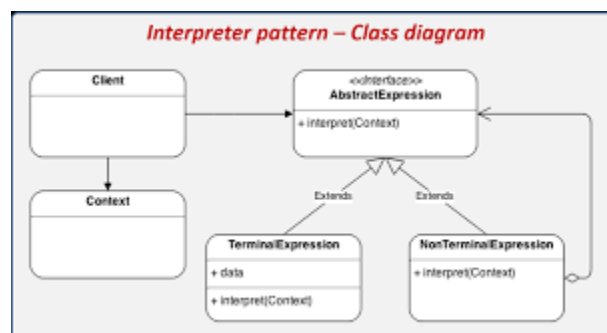 Interpreter pattern – Class diagram
Client
<<Interface>>
AbstractExpression
+ interpret(Context)
Context
Extends
Extends
TerminalExpression
+ data
+ interpret(Context)
NonTerminalExpression
+ interpret(Context)